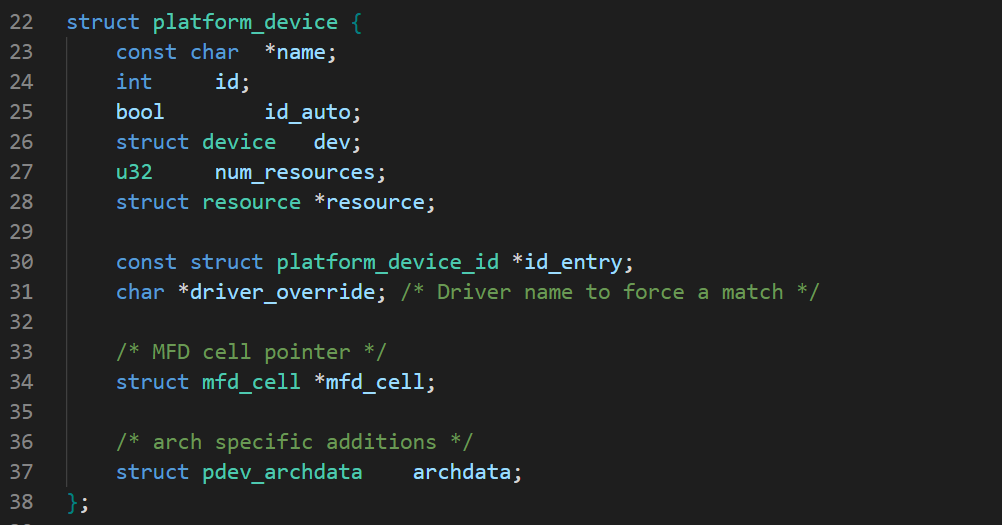 22 struct platform_device {
23     const char  *name;
24     int     id;
25     bool        id_auto;
26     struct device   dev;
27     u32     num_resources;
28     struct resource *resource;
29
30     const struct platform_device_id *id_entry;
31     char *driver_override; /* Driver name to force a match */
32
33     /* MFD cell pointer */
34     struct mfd_cell *mfd_cell;
35
36     /* arch specific additions */
37     struct pdev_archdata    archdata;
38 };